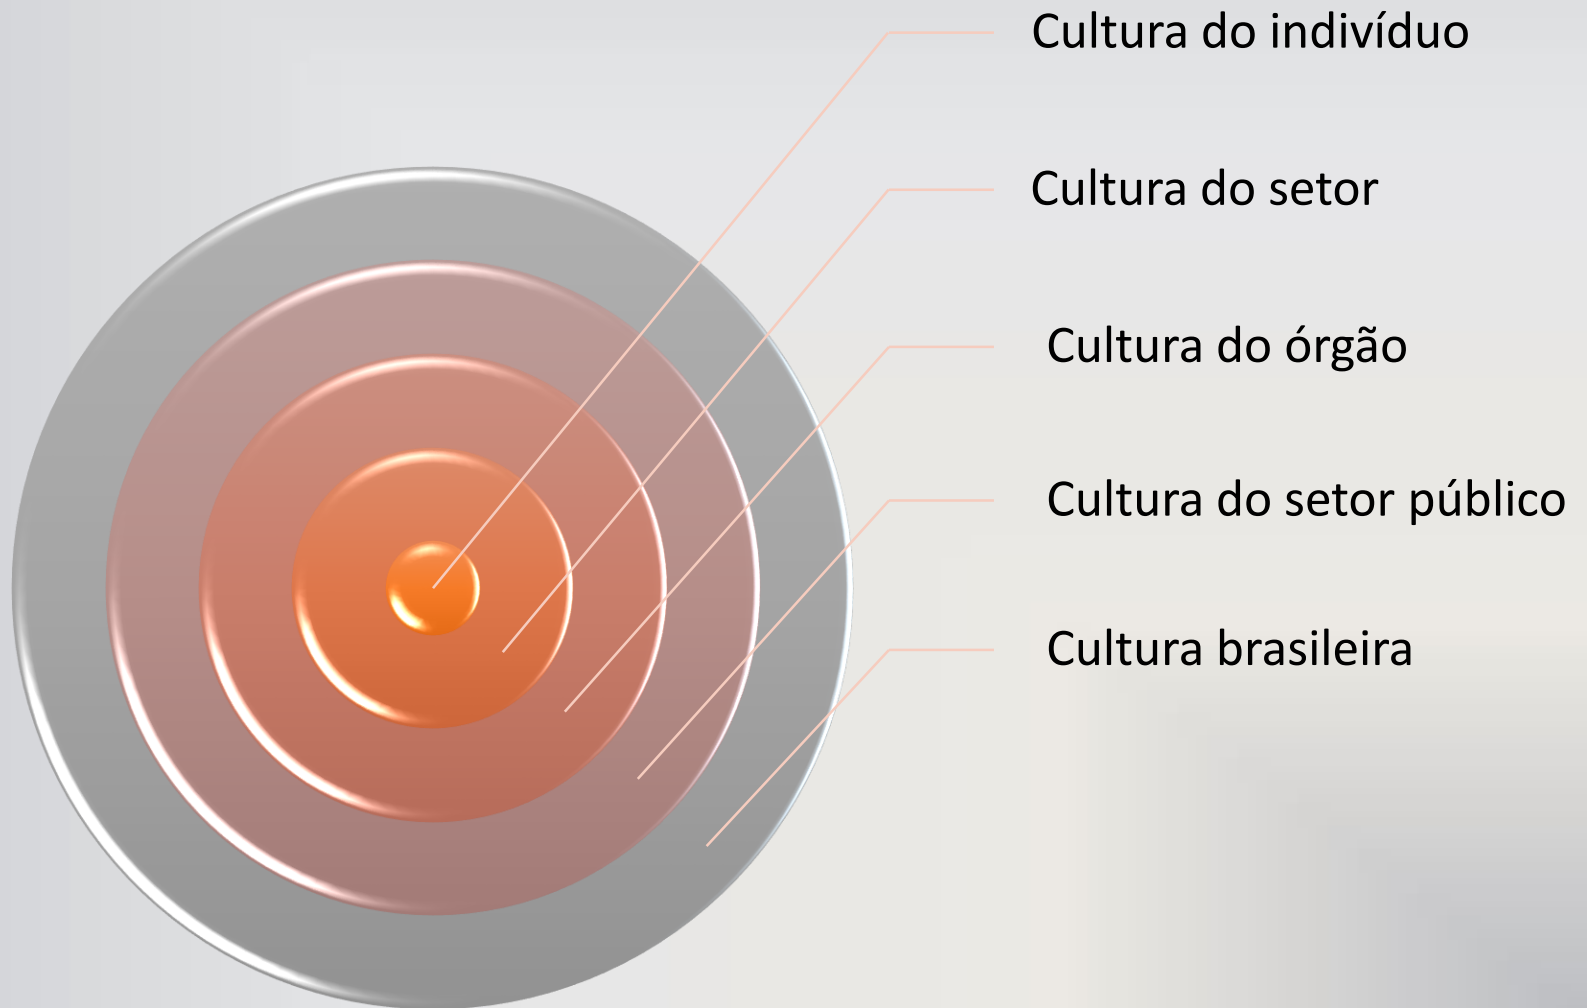 Cultura do indivíduo
Cultura do setor
Cultura do órgão
Cultura do setor público
Cultura brasileira